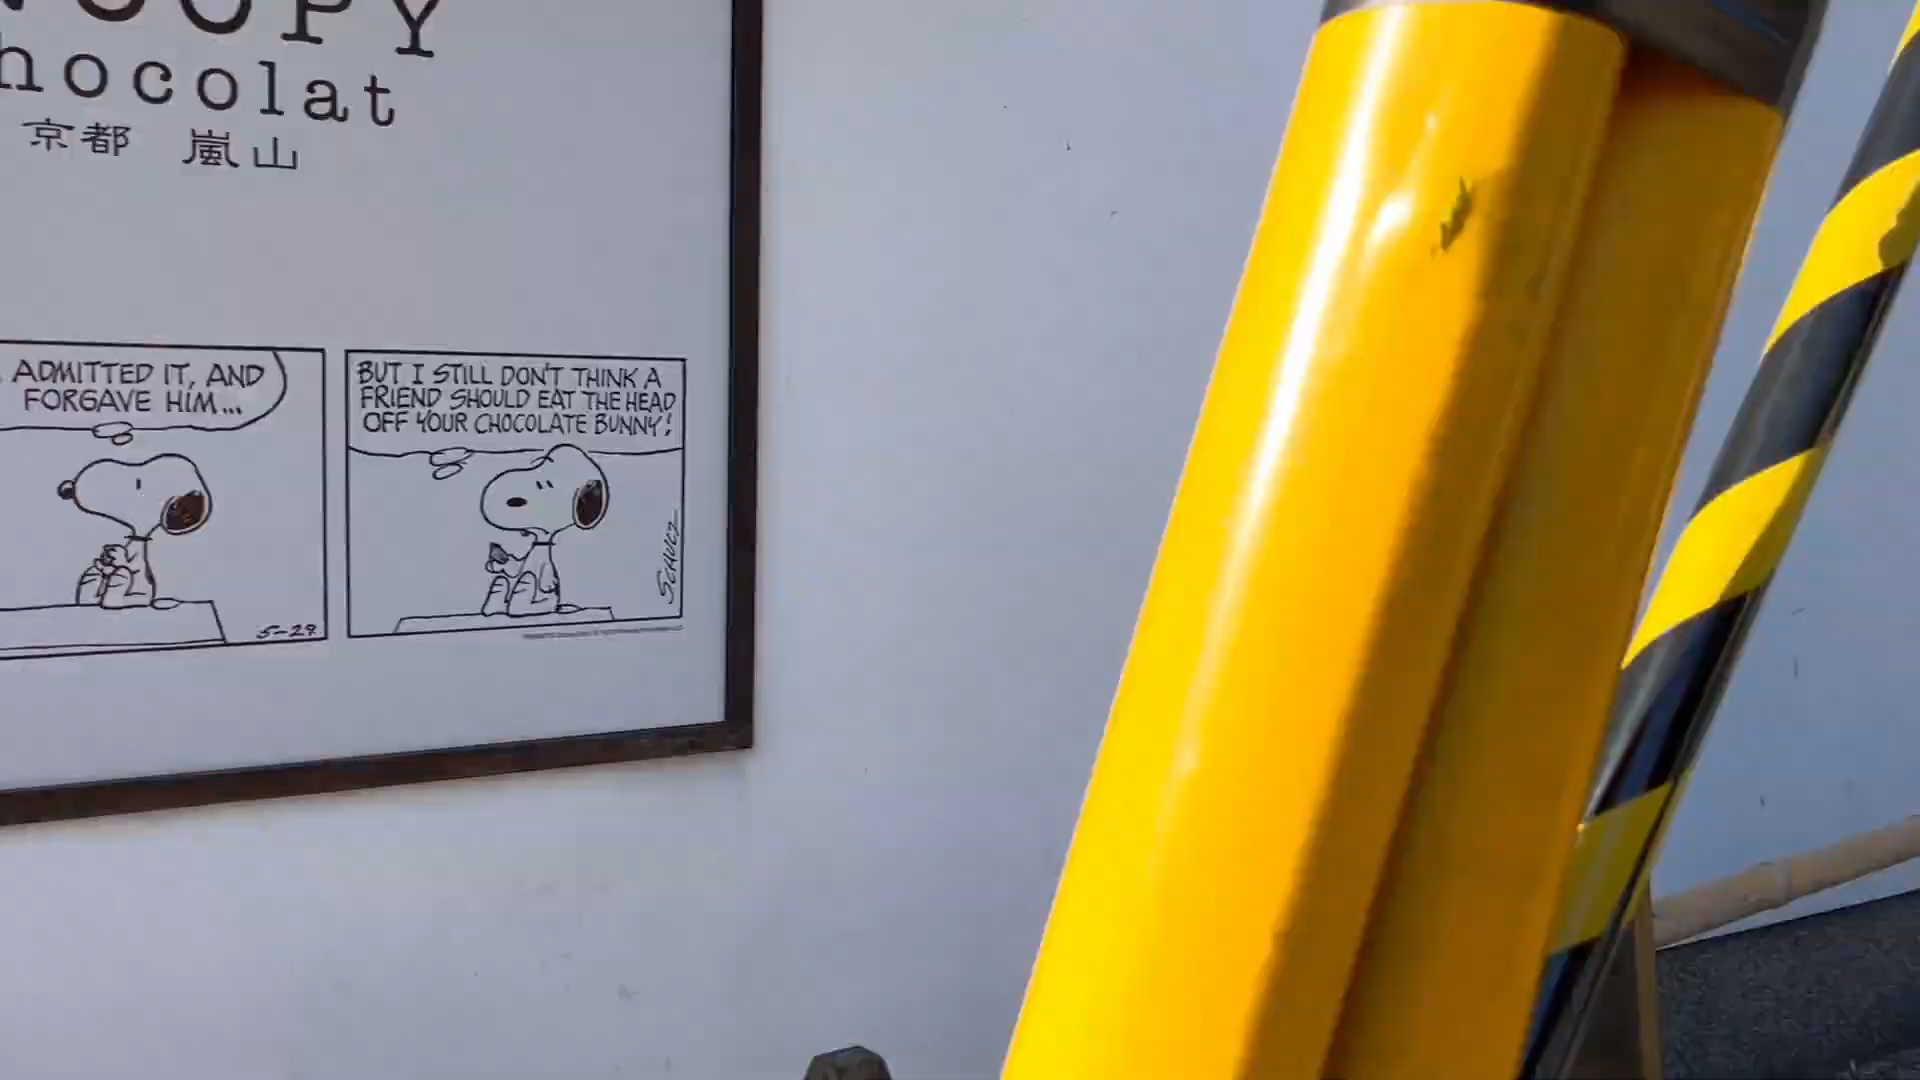 NOOPY
hocolat
京都 嵐山
ADMITTED IT, AND
FORGAVE HIM...
BUT I STILL DON'T THINK A
FRIEND SHOULD EAT THE HEAD
OFF YOUR CHOCOLATE BUNNY!
SCHULZ
5-29